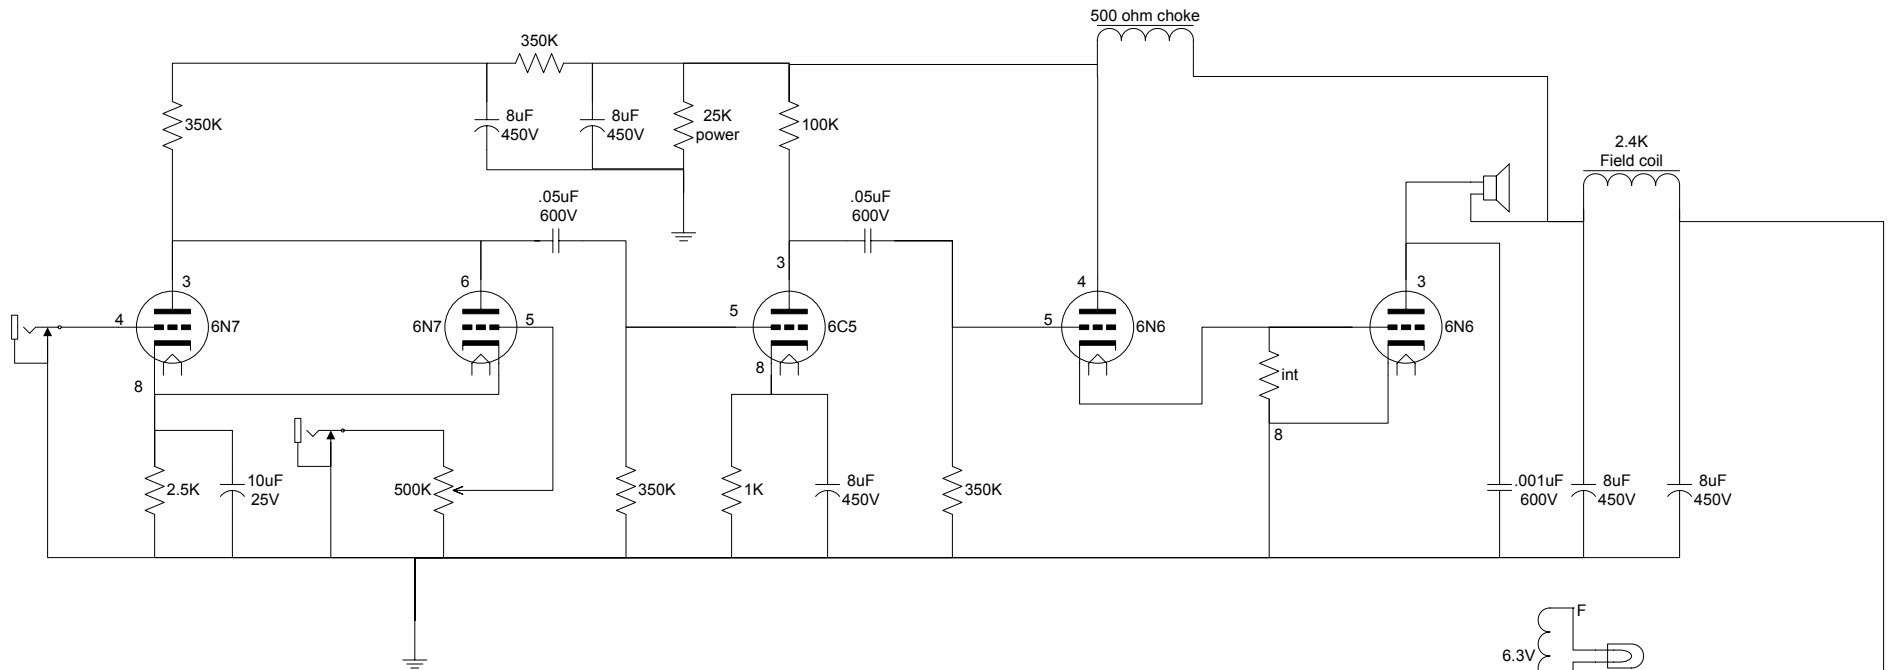 500 ohm choke
350K
350K
8uF
450V
8uF
450V
25K
power
100K
2.4K
Field coil
.05uF
600V
.05uF
600V
3
6
3
4
3
4
6N7
6N7
5
5
6C5
5
6N6
6N6
8
8
int
8
2.5K
10uF
25V
500K
350K
1K
8uF
450V
350K
.001uF
600V
8uF
450V
8uF
450V
F
6.3V